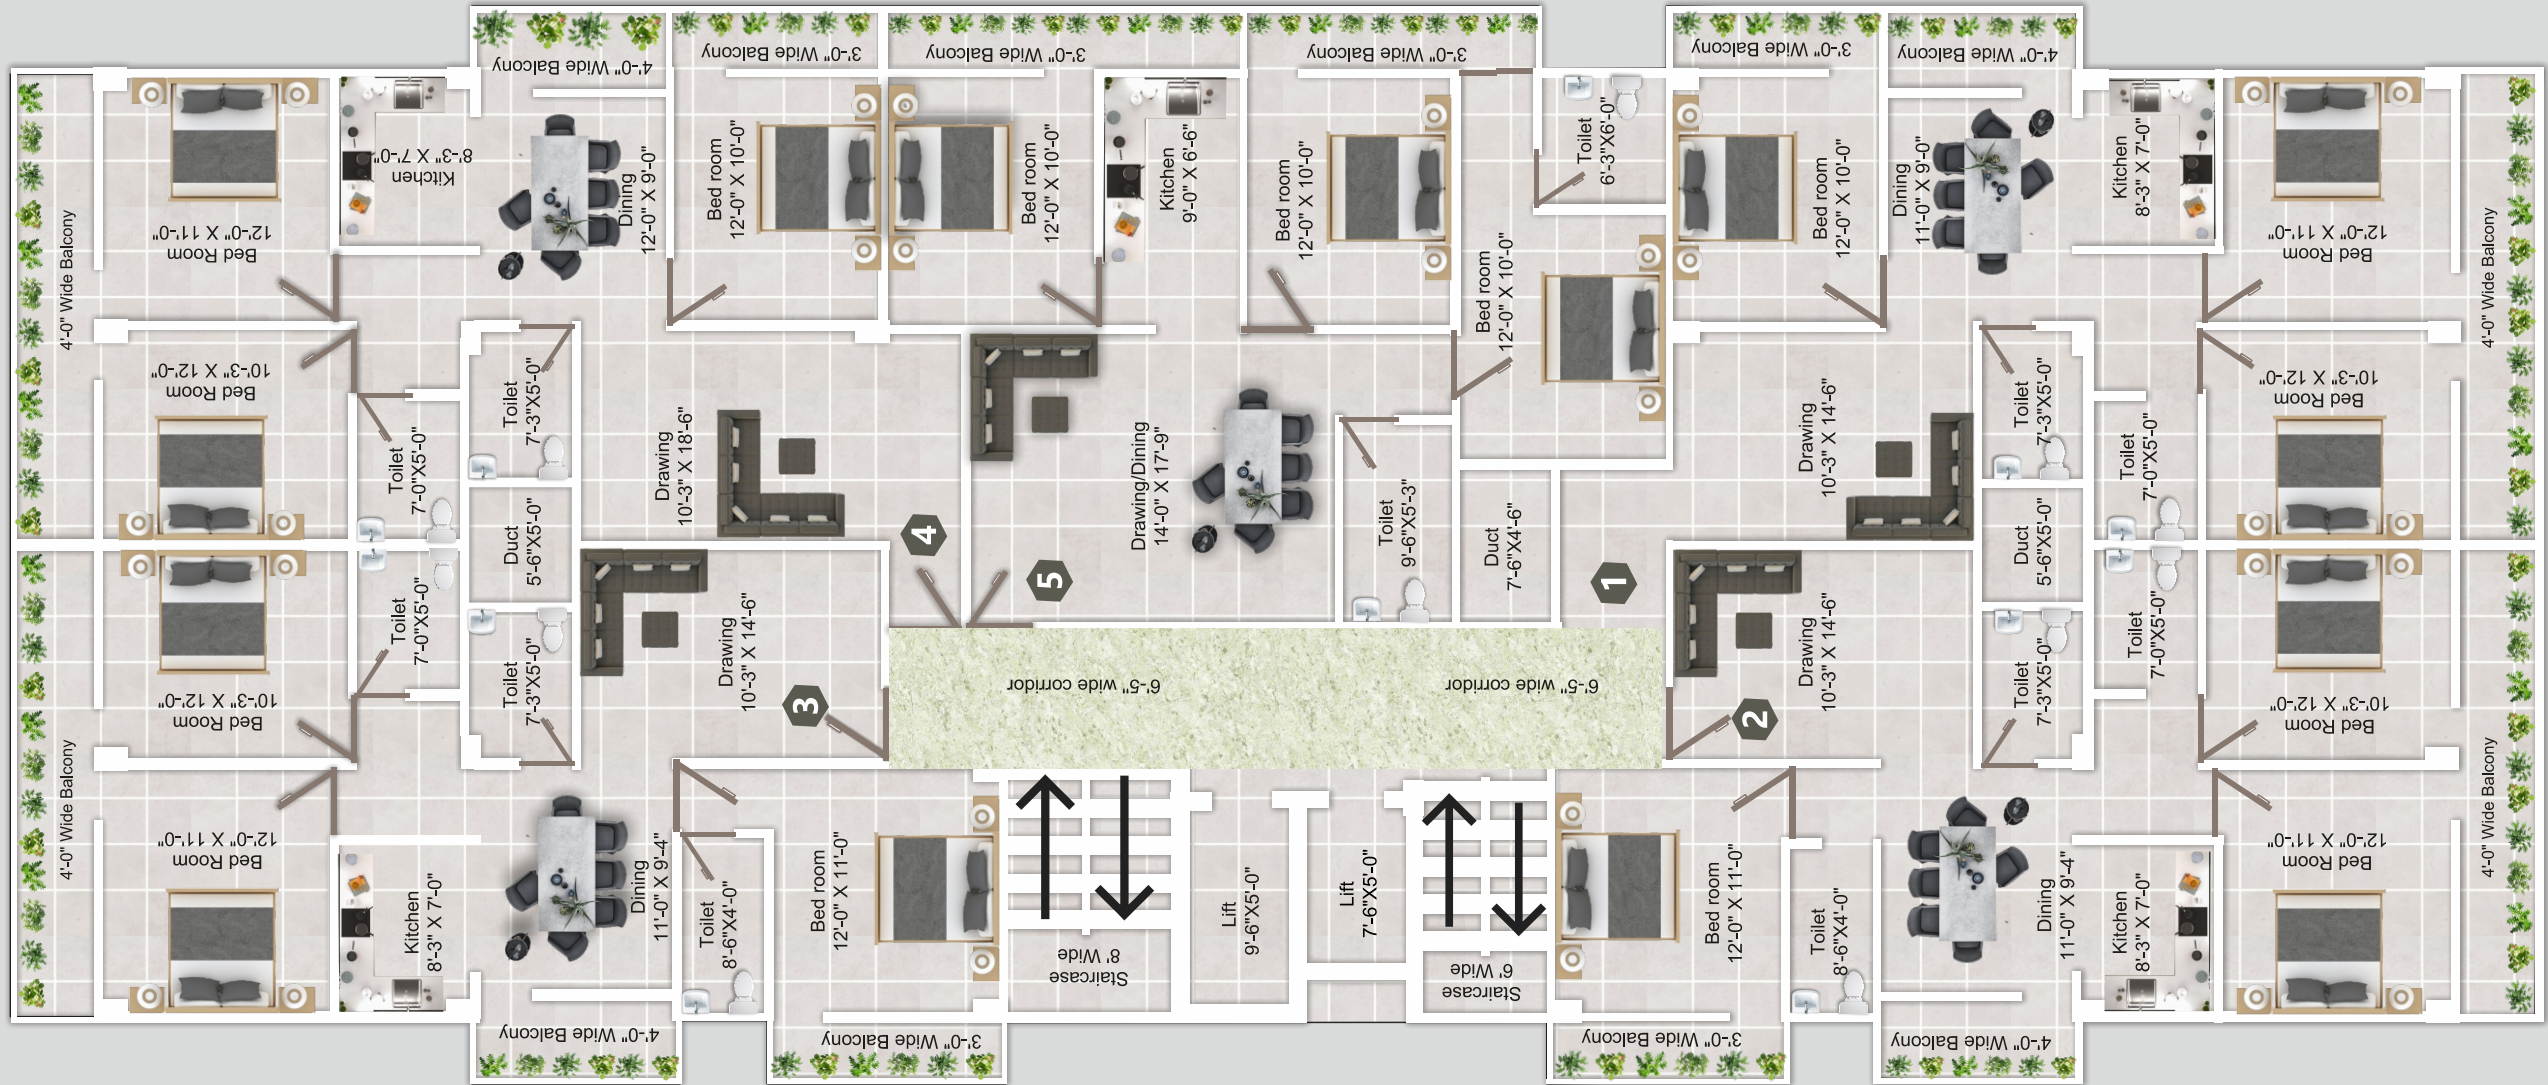 4'-0" Wide Balcony
3'-0" Wide Balcony
3'-0" Wide Balcony
3'-0" Wide Balcony
3'-0" Wide Balcony
4'-0" Wide Balcony
Bed Room
12'-0" X 11'-0"
Kitchen
8'-3" X 7'-0"
Dining
12'-0" X 9'-0"
Bed room
12'-0" X 10'-0"
Bed room
12'-0" X 10'-0"
Kitchen
9'-0" X 6'-6"
Bed room
12'-0" X 10'-0"
Toilet
6'-3"X6'-0"
Bed room
12'-0" X 10'-0"
Bed room
12'-0" X 10'-0"
Dining
11'-0" X 9'-0"
Kitchen
8'-3" X 7'-0"
Bed Room
12'-0" X 11'-0"
4'-0" Wide Balcony
4'-0" Wide Balcony
Bed Room
10'-3" X 12'-0"
Toilet
7'-0"X5'-0"
Toilet
7'-3"X5'-0"
Drawing
10'-3" X 18'-6"
Drawing/Dining
14'-0" X 17'-9"
Toilet
9'-6"X5'-3"
Duct
7'-6"X4'-6"
Drawing
10'-3" X 14'-6"
Toilet
7'-3"X5'-0"
Toilet
7'-0"X5'-0"
Bed Room
10'-3" X 12'-0"
Duct
5'-6"X5'-0"
4
5
1
Duct
5'-6"X5'-0"
Bed Room
10'-3" X 12'-0"
Toilet
7'-0"X5'-0"
Toilet
7'-3"X5'-0"
Drawing
10'-3" X 14'-6"
3
6'-5" wide corridor
6'-5" wide corridor
2
Drawing
10'-3" X 14'-6"
Toilet
7'-3"X5'-0"
Toilet
7'-0"X5'-0"
Bed Room
10'-3" X 12'-0"
4'-0" Wide Balcony
4'-0" Wide Balcony
Bed Room
12'-0" X 11'-0"
Kitchen
8'-3" X 7'-0"
Dining
11'-0" X 9'-4"
Toilet
8'-6"X4'-0"
Bed room
12'-0" X 11'-0"
Staircase
8' Wide
Lift
9'-6"X5'-0"
Lift
7'-6"X5'-0"
Staircase
6' Wide
Bed room
12'-0" X 11'-0"
Toilet
8'-6"X4'-0"
Dining
11'-0" X 9'-4"
Kitchen
8'-3" X 7'-0"
Bed Room
12'-0" X 11'-0"
4'-0" Wide Balcony
3'-0" Wide Balcony
3'-0" Wide Balcony
4'-0" Wide Balcony